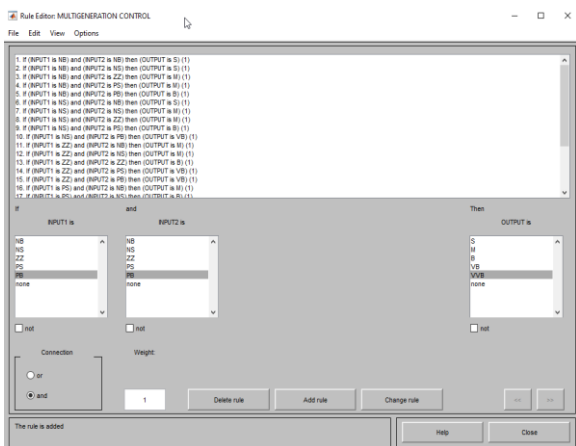 Rule Editor: MULTIGENERATION CONTROL
File Edit View Options
1. If (INPUT1 is NB) and (INPUT2 is NB) then (OUTPUT is S) (1)
2. If (INPUT1 is NB) and (INPUT2 is NS) then (OUTPUT is S) (1)
3. If (INPUT1 is NB) and (INPUT2 is ZZ) then (OUTPUT is M) (1)
4. If (INPUT1 is NB) and (INPUT2 is PS) then (OUTPUT is M) (1)
5. If (INPUT1 is NB) and (INPUT2 is PB) then (OUTPUT is B) (1)
6. If (INPUT1 is NS) and (INPUT2 is NB) then (OUTPUT is S) (1)
7. If (INPUT1 is NS) and (INPUT2 is NS) then (OUTPUT is M) (1)
8. If (INPUT1 is NS) and (INPUT2 is ZZ) then (OUTPUT is M) (1)
9. If (INPUT1 is NS) and (INPUT2 is PS) then (OUTPUT is B) (1)
10. If (INPUT1 is NS) and (INPUT2 is PB) then (OUTPUT is VB) (1)
11. If (INPUT1 is ZZ) and (INPUT2 is NB) then (OUTPUT is M) (1)
12. If (INPUT1 is ZZ) and (INPUT2 is NS) then (OUTPUT is M) (1)
13. If (INPUT1 is ZZ) and (INPUT2 is ZZ) then (OUTPUT is B) (1)
14. If (INPUT1 is ZZ) and (INPUT2 is PS) then (OUTPUT is VB) (1)
15. If (INPUT1 is ZZ) and (INPUT2 is PB) then (OUTPUT is VB) (1)
16. If (INPUT1 is PS) and (INPUT2 is NB) then (OUTPUT is M) (1)
17. If (INPUT1 is PS) and (INPUT2 is NS) then (OUTPUT is B) (1)
If and Then
INPUT1 is INPUT2 is OUTPUT is
NB NB S
NS NS M
ZZ ZZ B
PS PS VB
PB PB VVB
none none none
not not not
Connection Weight:
or
and 1 Delete rule Add rule Change rule << >>
The rule is added Help Close